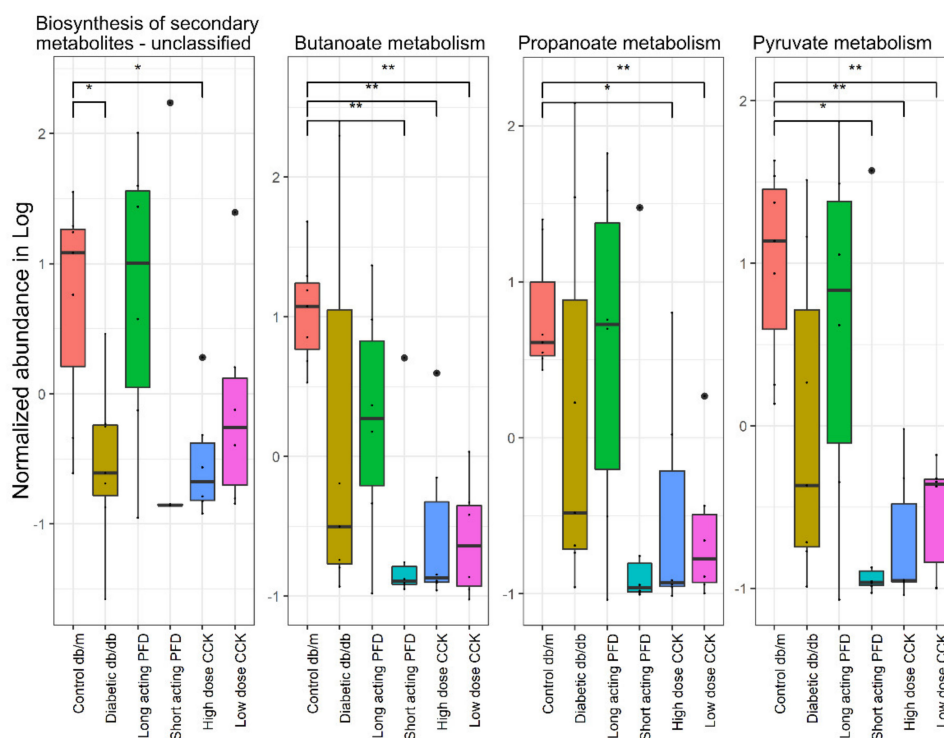 Biosynthesis of secondary
metabolites - unclassified
Butanoate metabolism
Propanoate metabolism
Pyruvate metabolism
Normalized abundance in Log
*
*
2
1
0
-1
**
**
**
2
1
0
-1
**
*
2
1
0
-1
**
**
*
2
1
0
-1
Control db/m
Diabetic db/db
Long acting PFD
Short acting PFD
High dose CCK
Low dose CCK
Control db/m
Diabetic db/db
Long acting PFD
Short acting PFD
High dose CCK
Low dose CCK
Control db/m
Diabetic db/db
Long acting PFD
Short acting PFD
High dose CCK
Low dose CCK
Control db/m
Diabetic db/db
Long acting PFD
Short acting PFD
High dose CCK
Low dose CCK